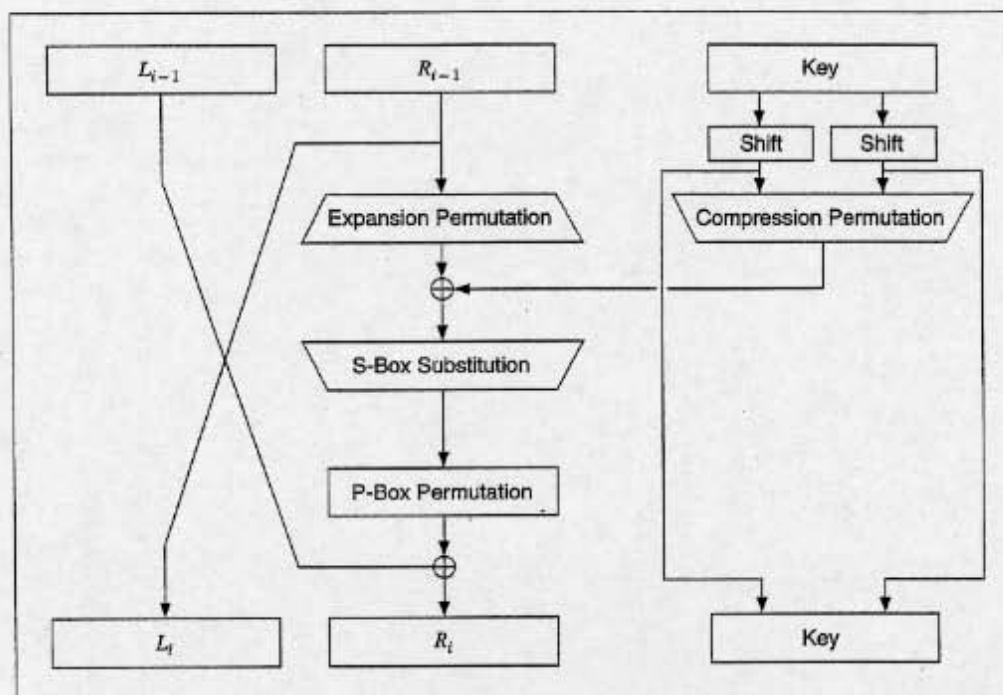 L_{i-1}
R_{i-1}
Key
Shift
Shift
Expansion Permutation
Compression Permutation
S-Box Substitution
P-Box Permutation
L_i
R_i
Key